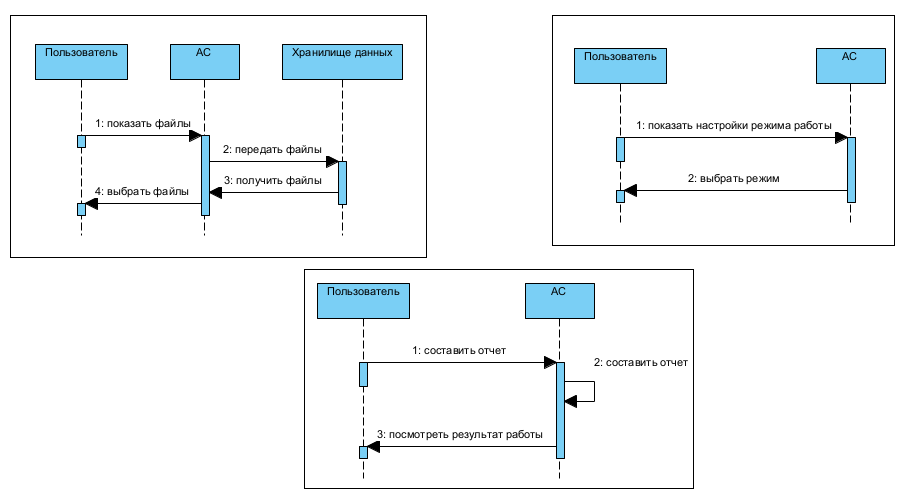 Пользователь
АС
Хранилище данных
1: показать файлы
2: передать файлы
3: получить файлы
4: выбрать файлы
Пользователь
АС
1: показать настройки режима работы
2: выбрать режим
Пользователь
АС
1: составить отчет
2: составить отчет
3: посмотреть результат работы